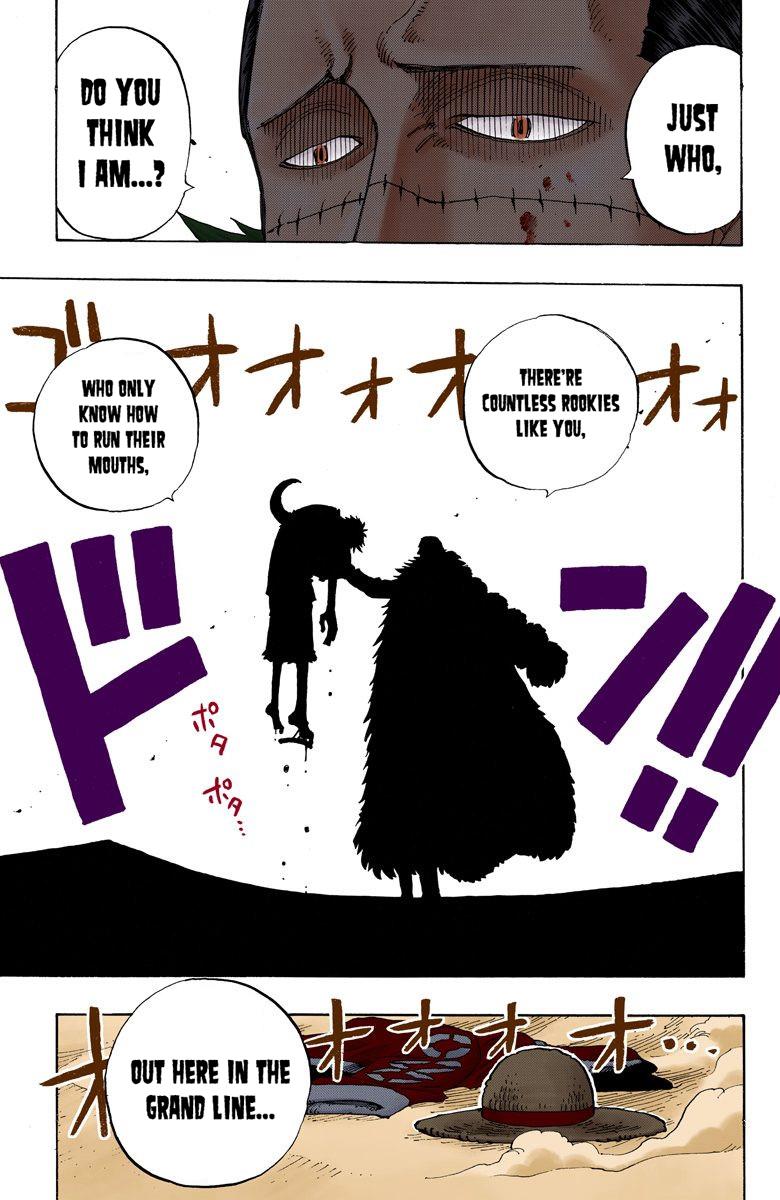 JUST
WHO,
DO YOU
THINK
I AM...?
THERE'RE
COUNTLESS ROOKIES
LIKE YOU,
WHO ONLY
KNOW HOW
TO RUN THEIR
MOUTHS,
ゴオオオオオオ
ドン!!
ポタ
ポタ...
OUT HERE IN THE
GRAND LINE...
オオオオオ...